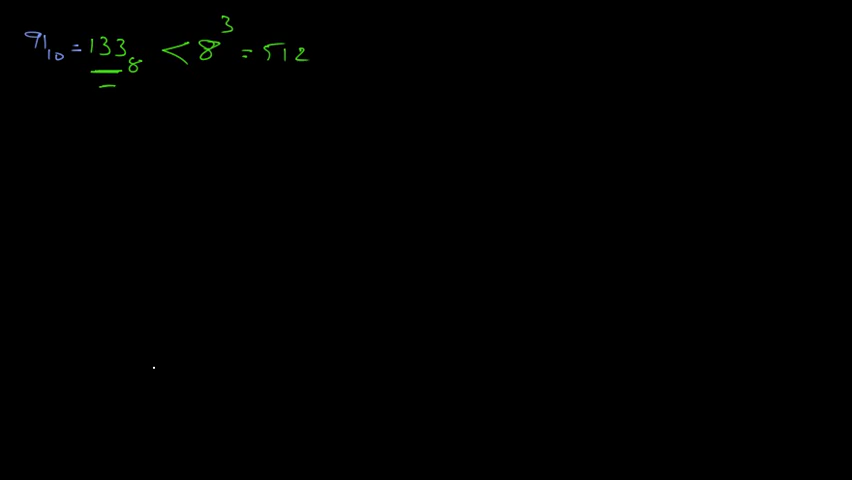 91₁₀ = 133₈ < 8³ = 512